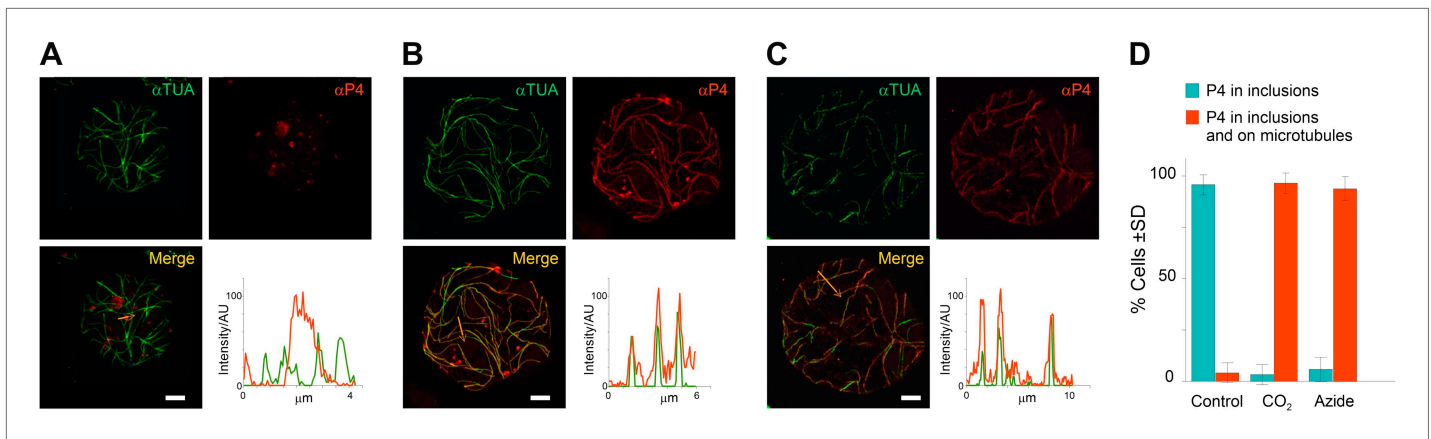 A
B
C
D
αTUA
αP4
Merge
Intensity/AU
100
0
0
4
μm
αTUA
αP4
Merge
Intensity/AU
100
0
0
6
μm
αTUA
αP4
Merge
Intensity/AU
100
0
0
10
μm
P4 in inclusions
P4 in inclusions
and on microtubules
% Cells ±SD
100
50
0
Control
CO₂
Azide